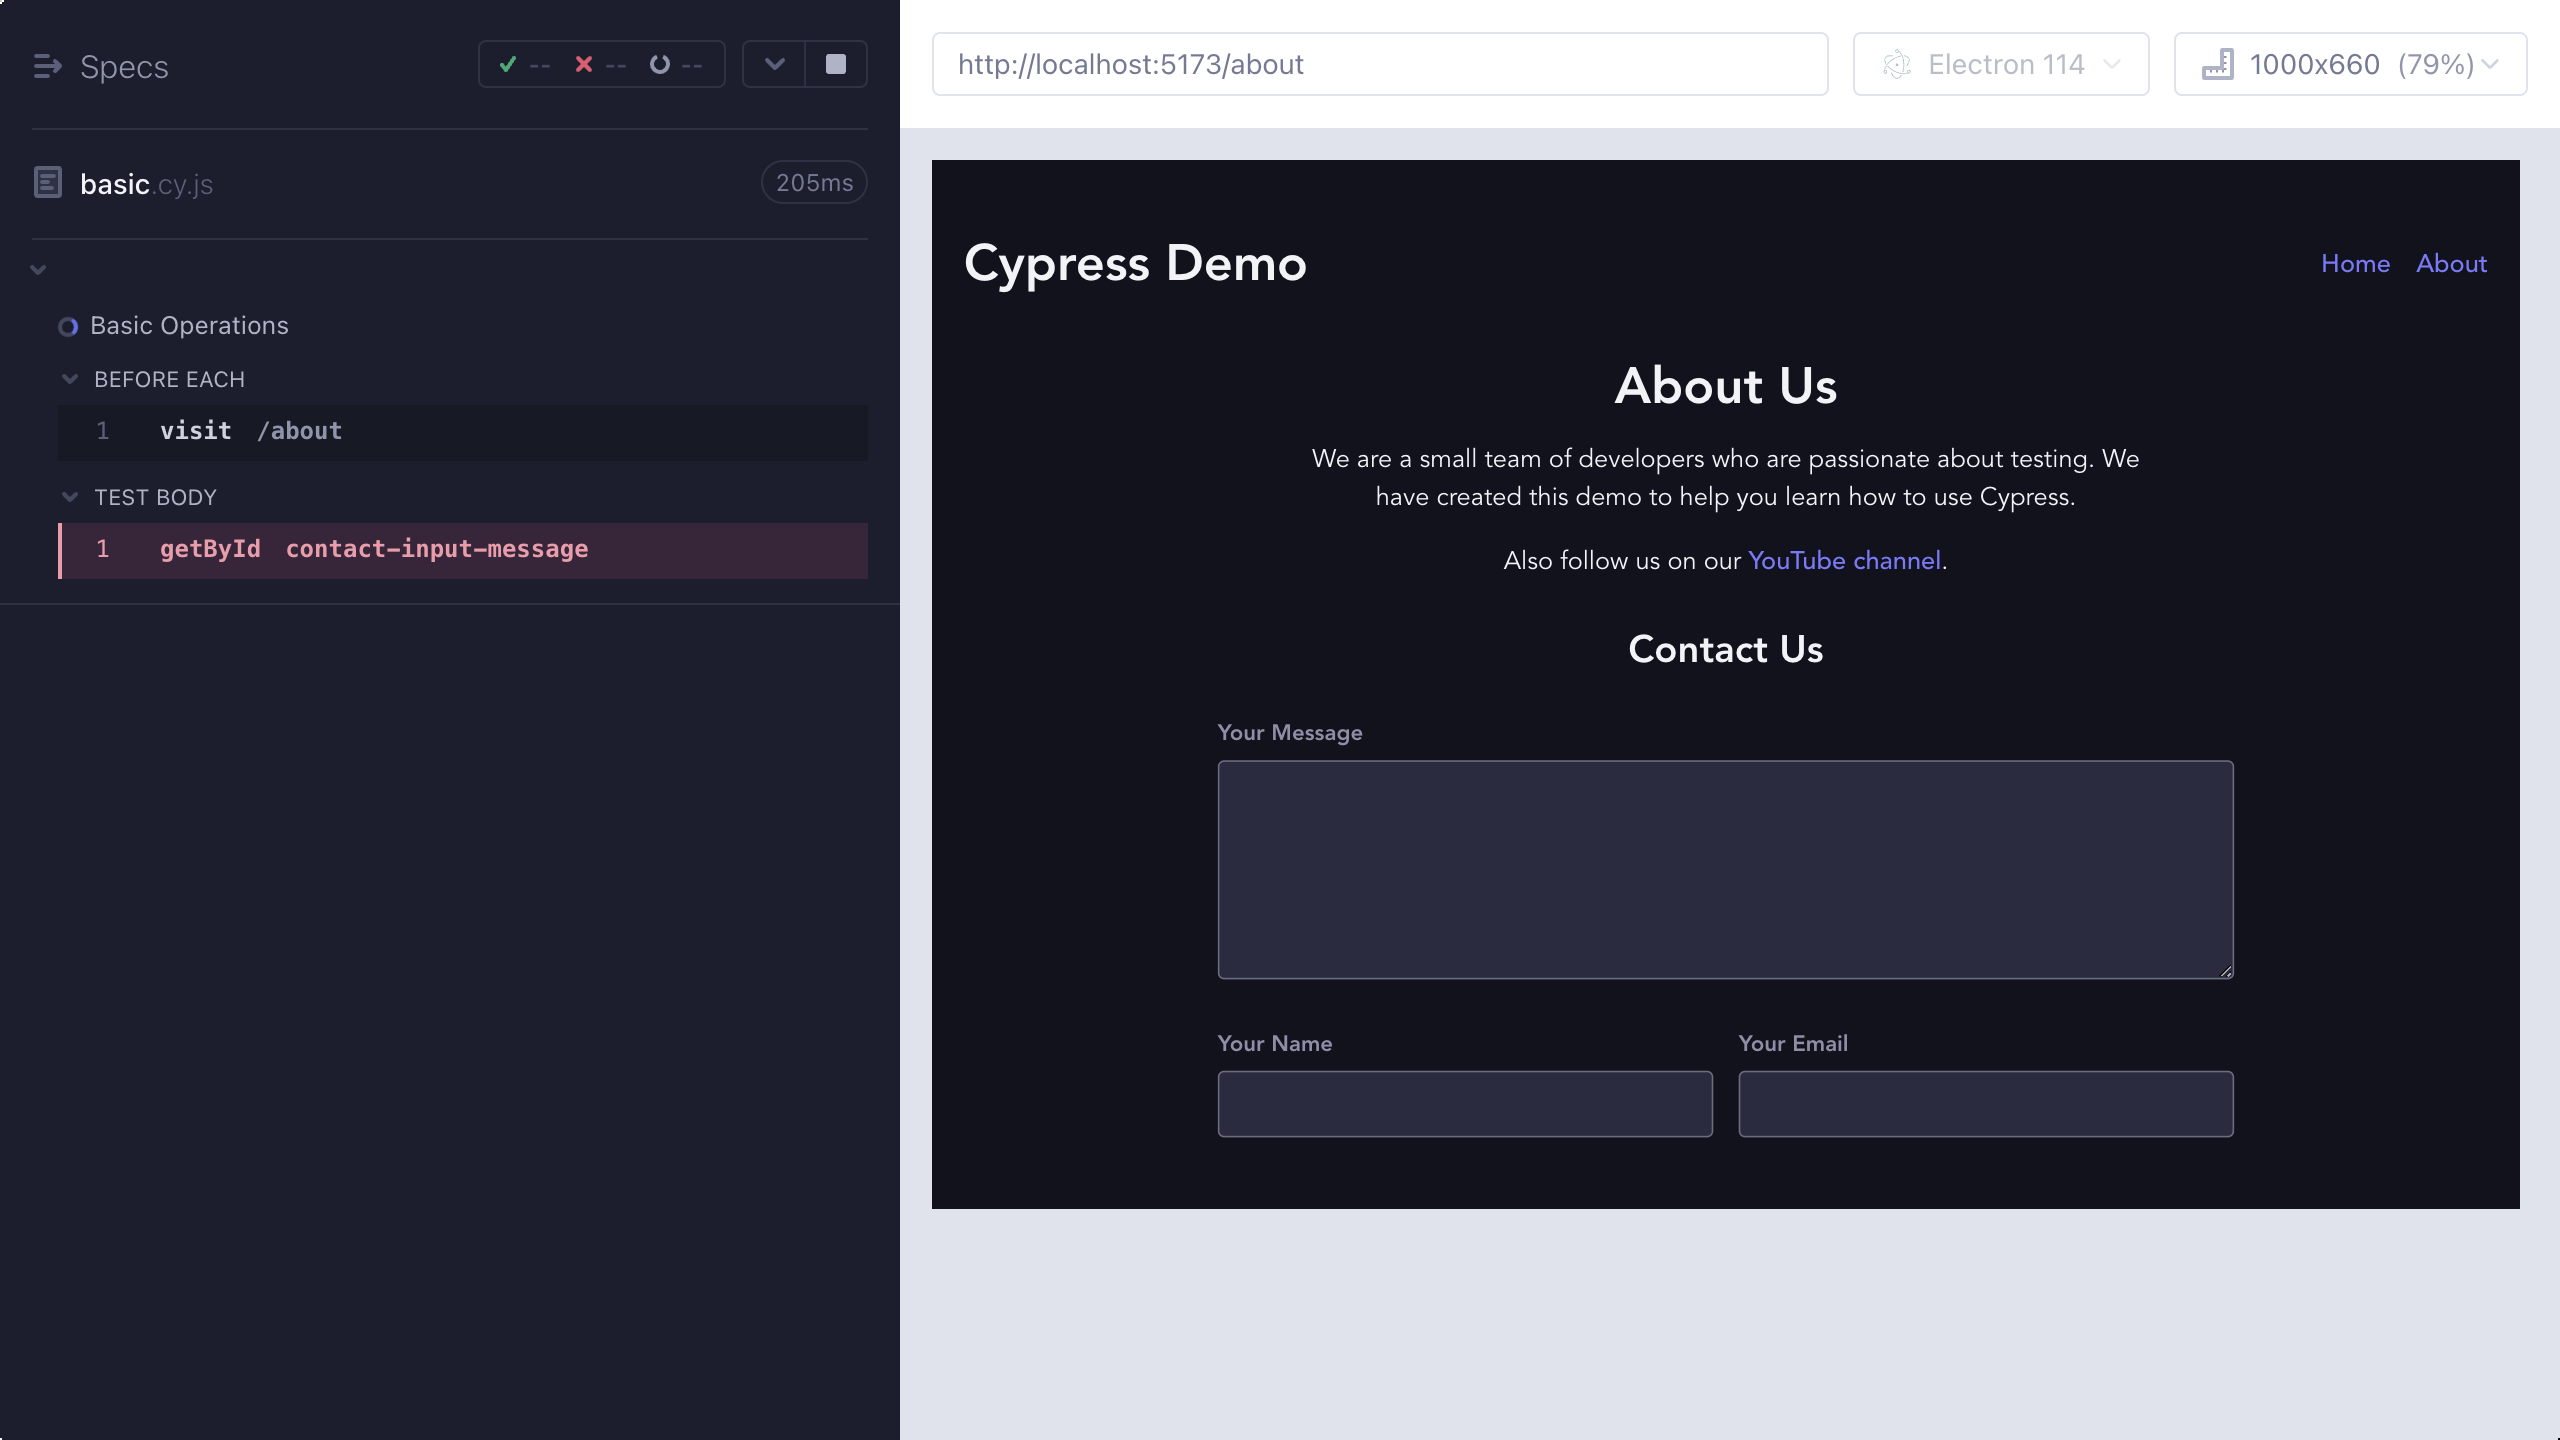 Specs
--
--
--
basic.cy.js
205ms
Basic Operations
BEFORE EACH
1 visit /about
TEST BODY
1 getById contact-input-message
http://localhost:5173/about
Electron 114
1000x660 (79%)
Cypress Demo
Home About
About Us
We are a small team of developers who are passionate about testing. We
have created this demo to help you learn how to use Cypress.
Also follow us on our YouTube channel.
Contact Us
Your Message
Your Name
Your Email